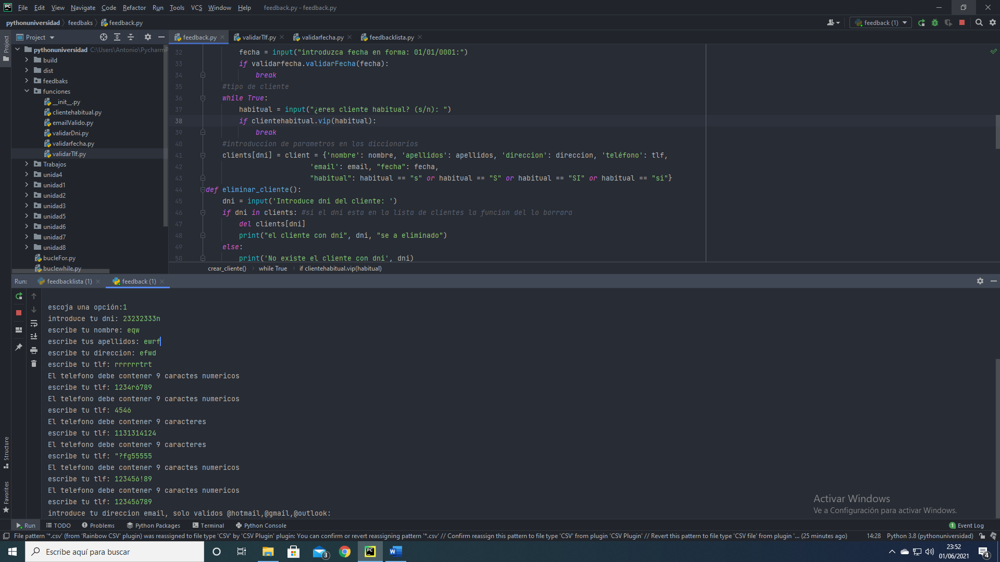 PC File Edit View Navigate Code Refactor Run Tools VCS Window Help feedback.py - feedback.py
pythonuniversidad feedbaks feedback.py feedback (1)
Project feedback.py validarTlf.py validarfecha.py feedbacklista.py
Project
pythonuniversidad C:\Users\Antonio\PycharmP
build
dist
feedbaks
funciones
__init__.py
clientehabitual.py
emailValido.py
validarDni.py
validarfecha.py
validarTlf.py
Trabajos
unida4
unidad1
unidad2
unidad3
unidad5
unidad6
unidad7
unidad8
bucleFor.py
buclewhile.py
32 fecha = input("introduzca fecha en forma: 01/01/0001:")
33 if validarfecha.validarFecha(fecha):
34 break
35 #tipo de cliente
36 while True:
37 habitual = input("¿eres cliente habitual? (s/n): ")
38 if clientehabitual.vip(habitual):
39 break
40 #introduccion de parametros en los diccionarios
41 clients[dni] = client = {'nombre': nombre, 'apellidos': apellidos, 'direccion': direccion, 'teléfono': tlf,
42 'email': email, "fecha": fecha,
43 "habitual": habitual == "s" or habitual == "S" or habitual == "SI" or habitual == "si"}
44 def eliminar_cliente():
45 dni = input('Introduce dni del cliente: ')
46 if dni in clients: #si el dni esta en la lista de clientes la funcion del lo borrara
47 del clients[dni]
48 print("el cliente con dni", dni, "se a eliminado")
49 else:
50 print('No existe el cliente con dni', dni)
crear_cliente() while True if clientehabitual.vip(habitual)
Run: feedbacklista (1) feedback (1)
escoja una opción:1
introduce tu dni: 23232333n
escribe tu nombre: eqw
escribe tus apellidos: ewrf
escribe tu direccion: efwd
escribe tu tlf: rrrrrrtrt
El telefono debe contener 9 caractes numericos
escribe tu tlf: 1234r6789
El telefono debe contener 9 caractes numericos
escribe tu tlf: 4546
El telefono debe contener 9 caracteres
escribe tu tlf: 1131314124
El telefono debe contener 9 caracteres
escribe tu tlf: "?fg55555
El telefono debe contener 9 caractes numericos
escribe tu tlf: 123456!89
El telefono debe contener 9 caractes numericos
escribe tu tlf: 123456789
introduce tu direccion email, solo validos @hotmail,@gmail,@outlook:
Structure
Favorites
Activar Windows
Ve a Configuración para activar Windows.
Run TODO Problems Python Packages Terminal Python Console 1 Event Log
File pattern '*.csv' (from 'Rainbow CSV' plugin) was reassigned to file type 'CSV' by 'CSV Plugin' plugin: You can confirm or revert reassigning pattern '*.csv' // Confirm reassign this pattern to file type 'CSV' from plugin 'CSV Plugin' // Revert this pattern to file type 'CSV file' from plugin '... (25 minutes ago) 14:28 Python 3.8 (pythonuniversidad)
Escribe aquí para buscar 3 PC W 23:52
01/06/2021 4